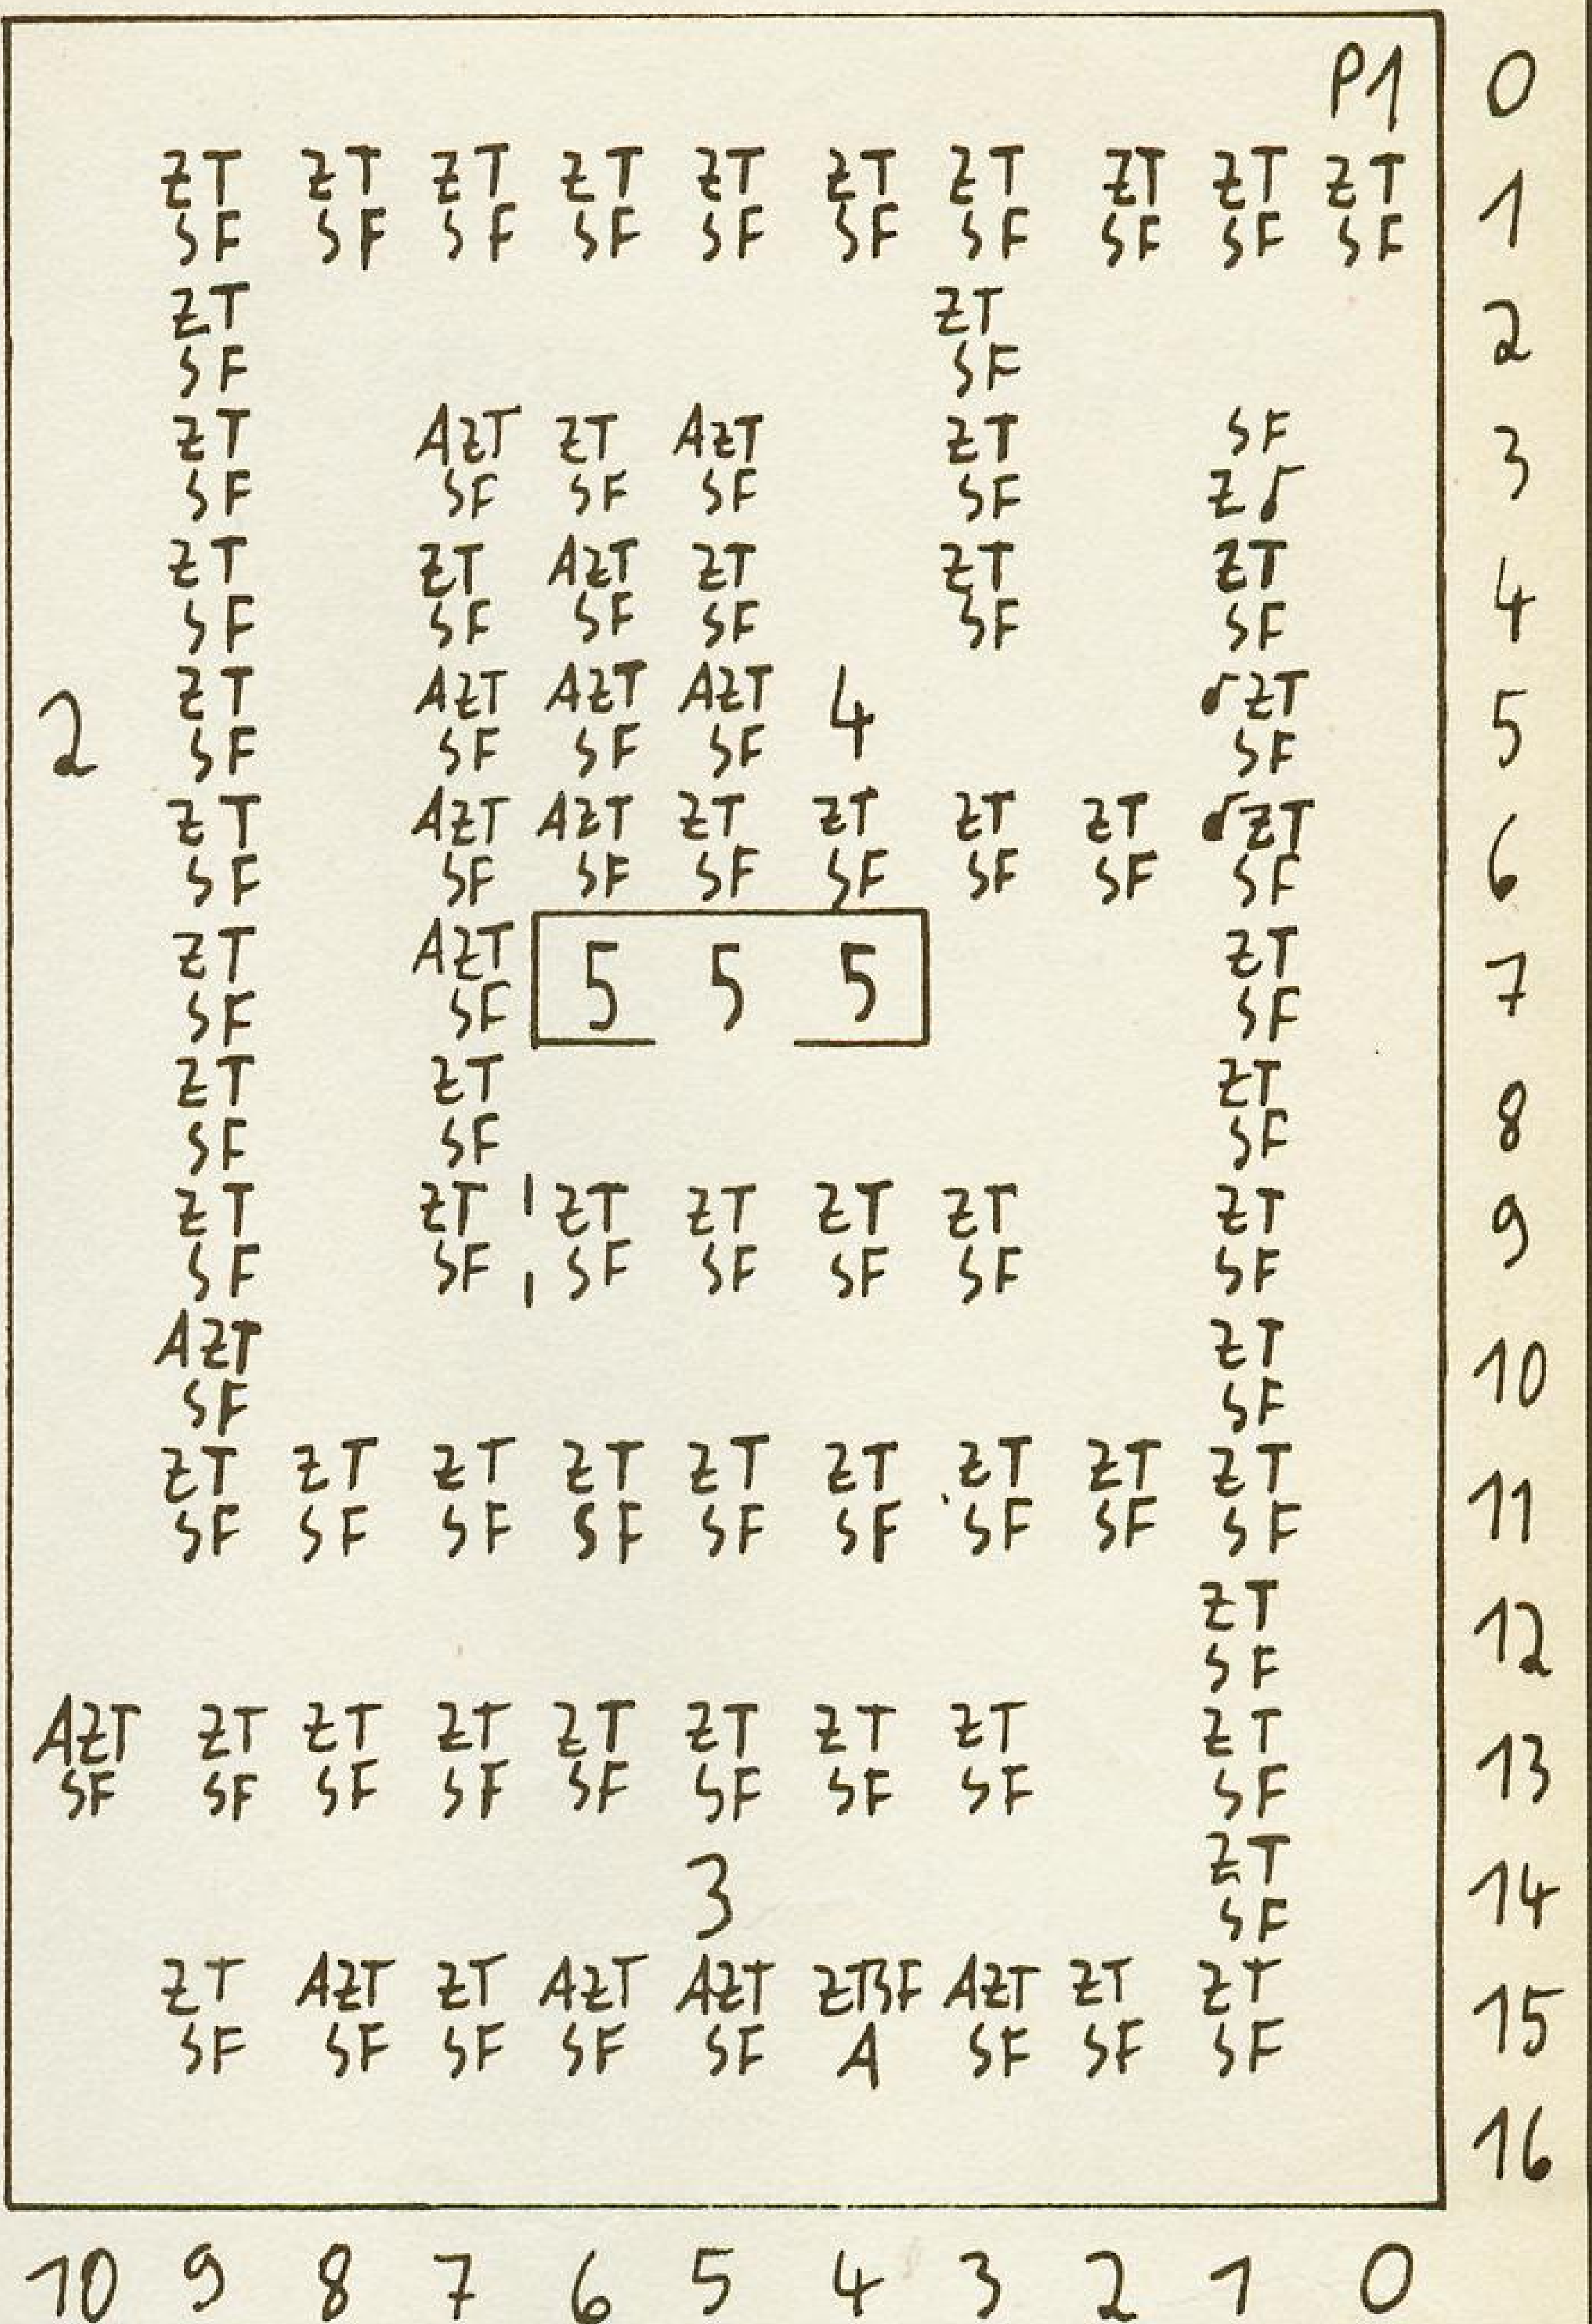 P1 0
ZT ZT ZT ZT ZT ZT ZT ZT ZT ZT
SF SF SF SF SF SF SF SF SF SF 1
ZT ZT
SF SF 2
ZT AZT ZT AZT ZT SF
SF SF SF SF SF Z 3
ZT ZT AZT ZT ZT ZT
SF SF SF SF SF SF 4
2 ZT AZT AZT AZT 4 ZT 5
SF SF SF SF SF
ZT AZT AZT ZT ZT ZT ZT ZT
SF SF SF SF SF SF SF SF 6
ZT AZT 5 5 5 ZT 7
SF SF SF
ZT ZT ZT
SF SF SF 8
ZT ZT ZT ZT ZT ZT ZT
SF SF SF SF SF SF SF 9
AZT ZT
SF SF 10
ZT ZT ZT ZT ZT ZT ZT ZT ZT
SF SF SF SF SF SF SF SF SF 11
ZT
SF 12
AZT ZT ZT ZT ZT ZT ZT ZT ZT
SF SF SF SF SF SF SF SF SF 13
3 ZT
SF 14
ZT AZT ZT AZT AZT ZTBF AZT ZT ZT
SF SF SF SF SF A SF SF SF 15
16
10 9 8 7 6 5 4 3 2 1 0